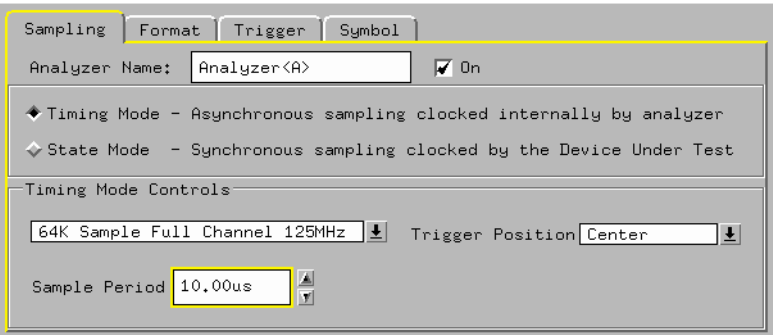 Sampling Format Trigger Symbol
Analyzer Name: Analyzer<A> On
Timing Mode - Asynchronous sampling clocked internally by analyzer
State Mode - Synchronous sampling clocked by the Device Under Test
Timing Mode Controls
64K Sample Full Channel 125MHz Trigger Position Center
Sample Period 10.00us